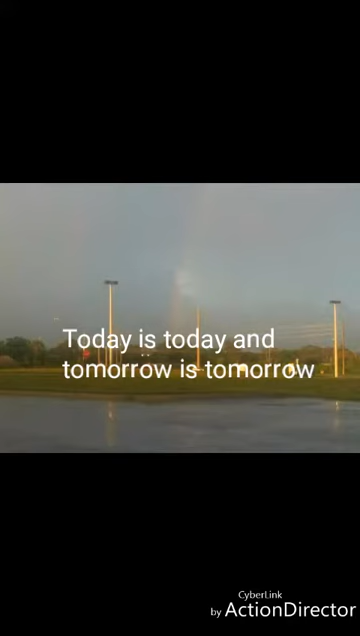 Today is today and
tomorrow is tomorrow
CyberLink
by ActionDirector